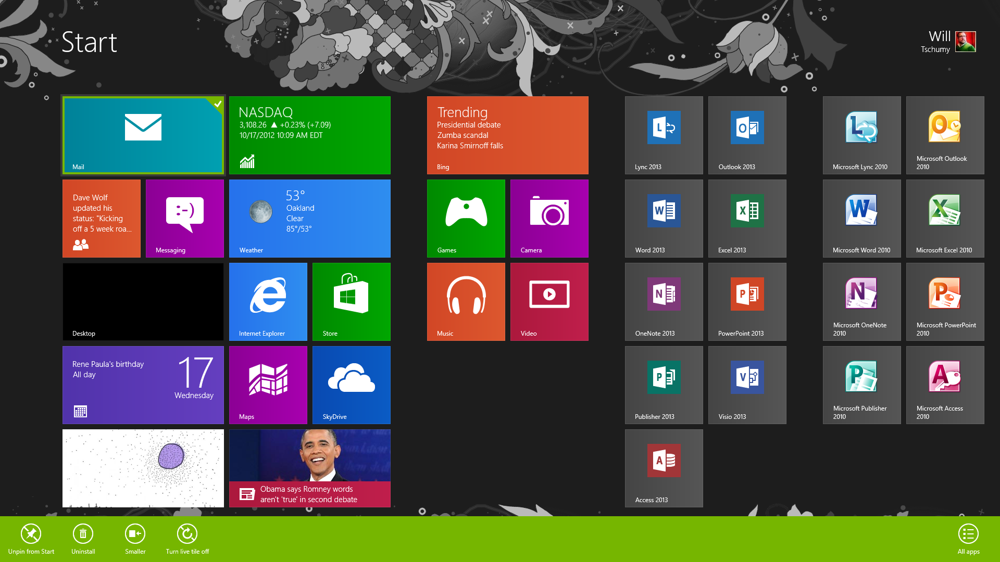 Start
Will
Tschumy
Mail
NASDAQ
3,108.26 ▲ +0.23% (+7.09)
10/17/2012 10:09 AM EDT
Dave Wolf
updated his
status: "Kicking
off a 5 week roa...
:-)
Messaging
53°
Oakland
Clear
85°/53°
Weather
Desktop
Internet Explorer
Store
Rene Paula's birthday
All day
17
Wednesday
Maps
SkyDrive
Obama says Romney words
aren't 'true' in second debate
Trending
Presidential debate
Zumba scandal
Karina Smirnoff falls
Bing
Games
Camera
Music
Video
L
Lync 2013
O
Outlook 2013
W
Word 2013
X
Excel 2013
N
OneNote 2013
P
PowerPoint 2013
P
Publisher 2013
V
Visio 2013
A
Access 2013
L
Microsoft Lync 2010
O
Microsoft Outlook
2010
W
Microsoft Word 2010
X
Microsoft Excel 2010
N
Microsoft OneNote
2010
P
Microsoft PowerPoint
2010
P
Microsoft Publisher
2010
A
Microsoft Access
2010
Unpin from Start
Uninstall
Smaller
Turn live tile off
All apps